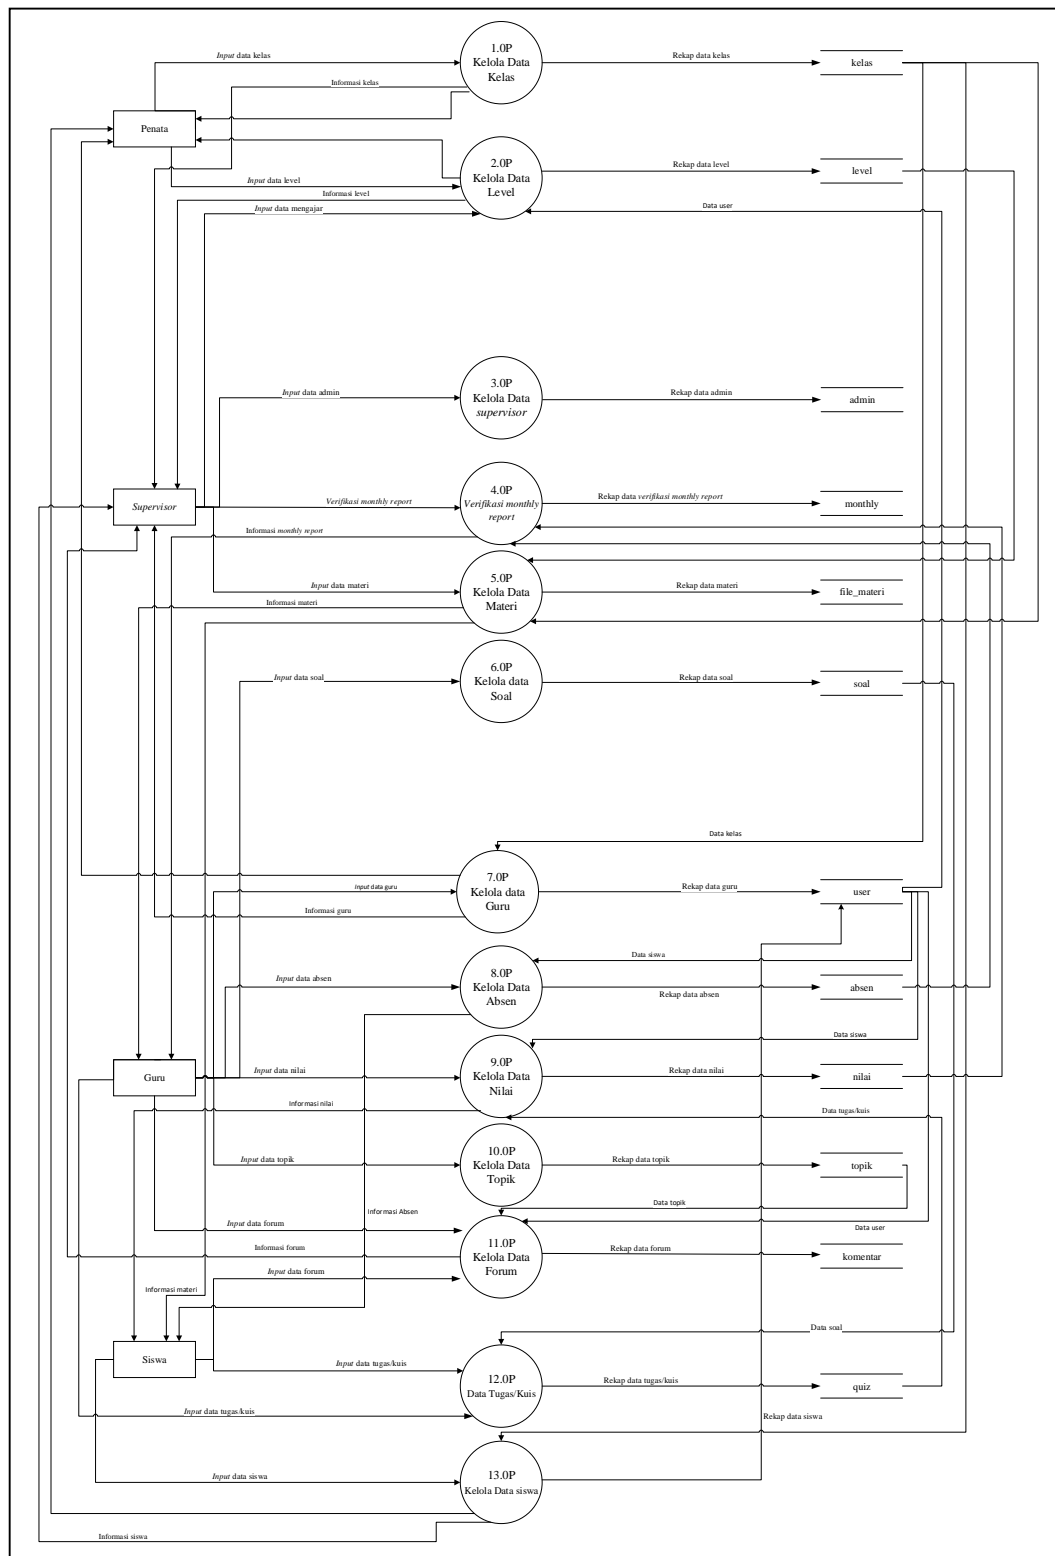 1.0P
Kelola Data
Kelas
Input data kelas
Rekap data kelas
kelas
Informasi kelas
Penata
2.0P
Kelola Data
Level
Input data level
Rekap data level
level
Informasi level
Input data mengajar
Data user
3.0P
Kelola Data
supervisor
Input data admin
Rekap data admin
admin
4.0P
Verifikasi monthly
report
Supervisor
Verifikasi monthly report
Rekap data verifikasi monthly report
monthly
Informasi monthly report
5.0P
Kelola Data
Materi
Input data materi
Rekap data materi
file_materi
Informasi materi
6.0P
Kelola data
Soal
Input data soal
Rekap data soal
soal
Data kelas
7.0P
Kelola data
Guru
Input data guru
Rekap data guru
user
Informasi guru
Data siswa
8.0P
Kelola Data
Absen
Input data absen
Rekap data absen
absen
Data siswa
9.0P
Kelola Data
Nilai
Guru
Input data nilai
Rekap data nilai
nilai
Informasi nilai
Data tugas/kuis
10.0P
Kelola Data
Topik
Input data topik
Rekap data topik
topik
Data topik
Informasi Absen
Input data forum
Data user
11.0P
Kelola Data
Forum
Informasi forum
Rekap data forum
komentar
Input data forum
Informasi materi
Data soal
Siswa
Input data tugas/kuis
12.0P
Data Tugas/Kuis
Rekap data tugas/kuis
quiz
Input data tugas/kuis
Rekap data siswa
13.0P
Kelola Data siswa
Input data siswa
Informasi siswa